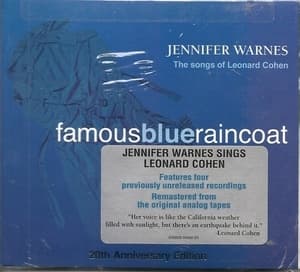 JENNIFER WARNES
The songs of Leonard Cohen
famousblueraincoat
JENNIFER WARNES SINGS
LEONARD COHEN
Features four
previously unreleased recordings
Remastered from
the original analog tapes
"Her voice is like the California weather
filled with sunlight, but there's an earthquake behind it."
-Leonard Cohen
20th Anniversary Edition